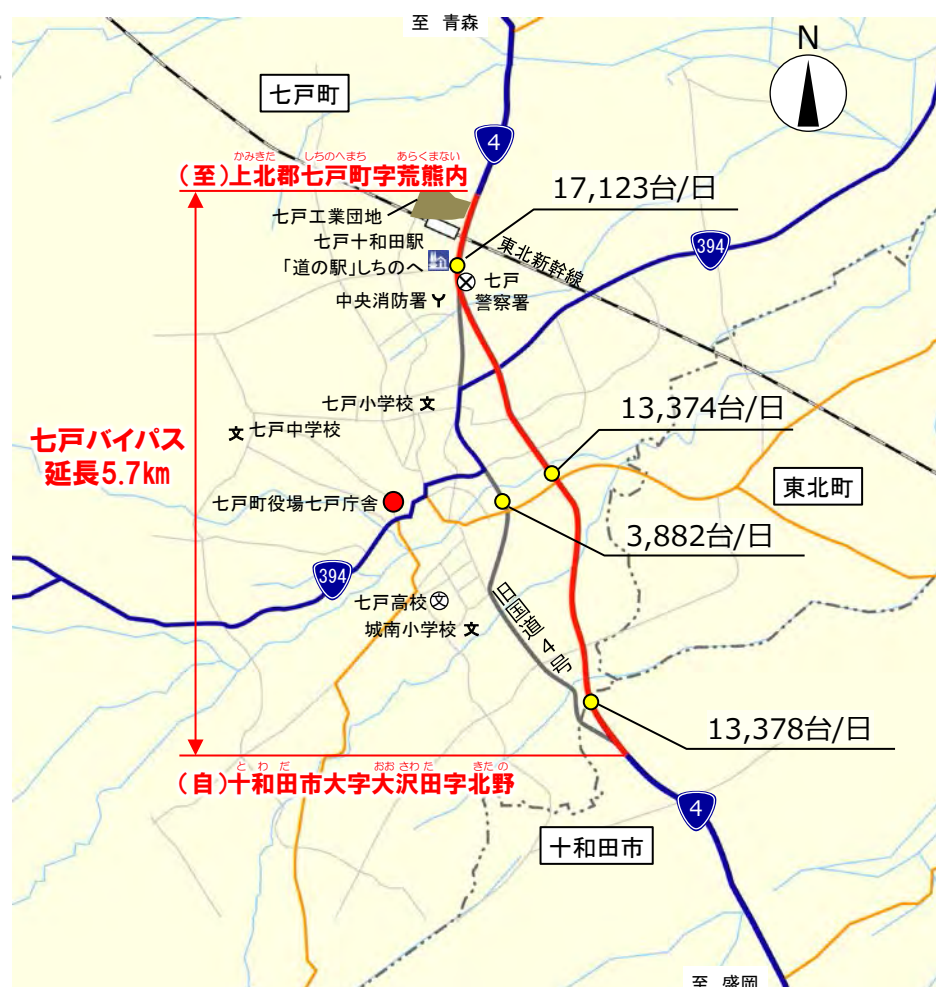 至 青森
N
七戸町
4
かみきだ しちのへまち あらくまない
(至)上北郡七戸町字荒熊内
17,123台/日
七戸工業団地
七戸十和田駅
394
東北新幹線
「道の駅」しちのへ
七戸
警察署
中央消防署
七戸小学校
文
13,374台/日
文
七戸中学校
七戸バイパス
延長5.7km
東北町
七戸町役場七戸庁舎
3,882台/日
394
旧国道4号
七戸高校
文
城南小学校
文
13,378台/日
とわだ おおさわだ きたの
(自)十和田市大字大沢田字北野
4
十和田市
至 盛岡